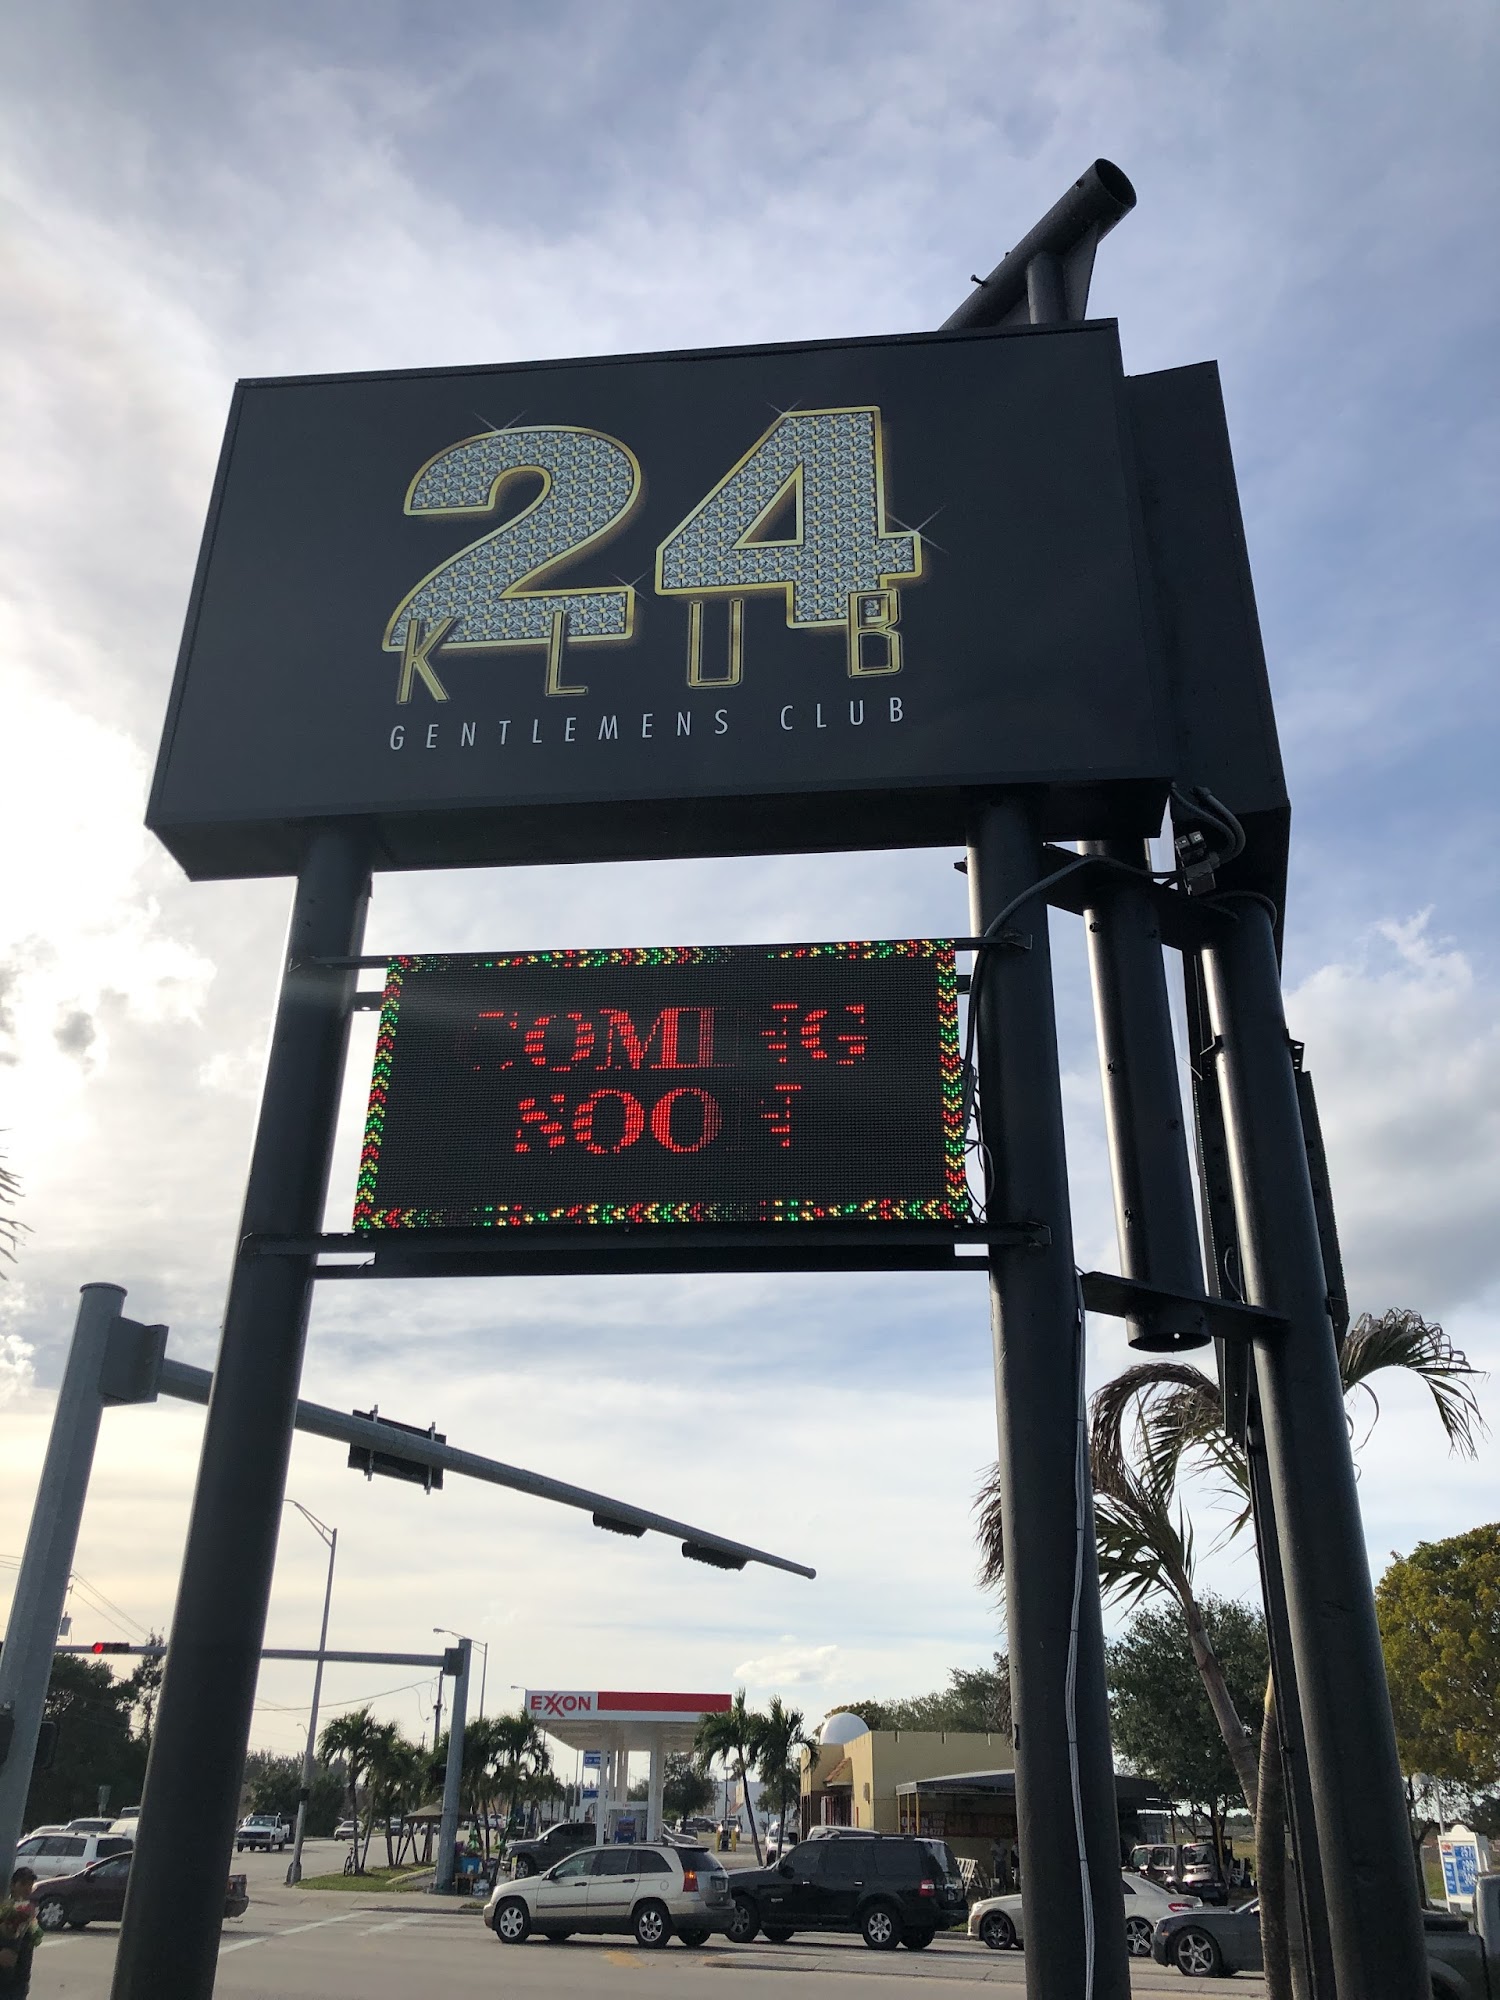 24
KLUB
GENTLEMENS CLUB
COMING
SOON
EXXON